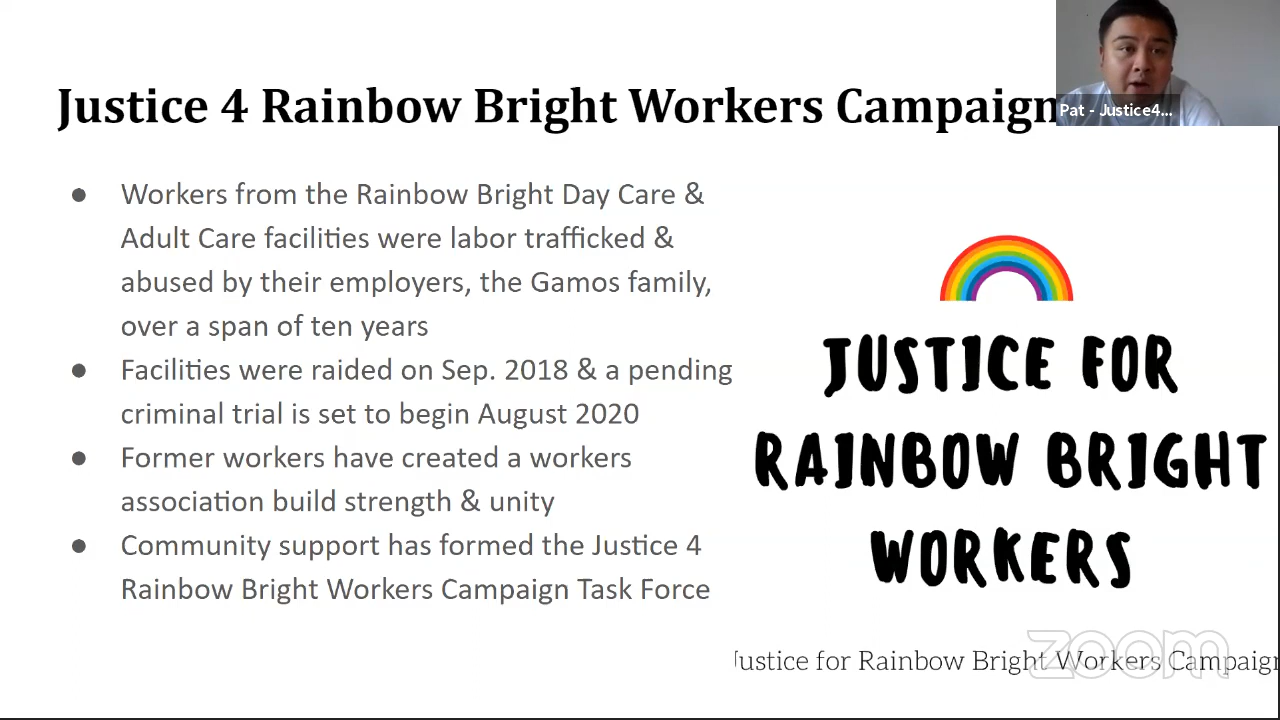 Justice 4 Rainbow Bright Workers Campaign
Pat - Justice4...
● Workers from the Rainbow Bright Day Care &
Adult Care facilities were labor trafficked &
abused by their employers, the Gamos family,
over a span of ten years
● Facilities were raided on Sep. 2018 & a pending
criminal trial is set to begin August 2020
● Former workers have created a workers
association build strength & unity
● Community support has formed the Justice 4
Rainbow Bright Workers Campaign Task Force
JUSTICE FOR
RAINBOW BRIGHT
WORKERS
Justice for Rainbow Bright Workers Campaign
zoom